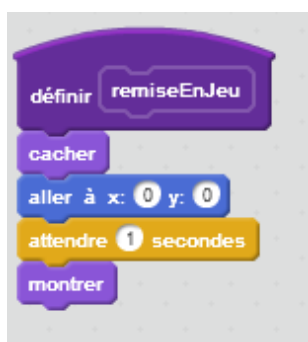 définir remiseEnJeu
cacher
aller à x: 0 y: 0
attendre 1 secondes
montrer